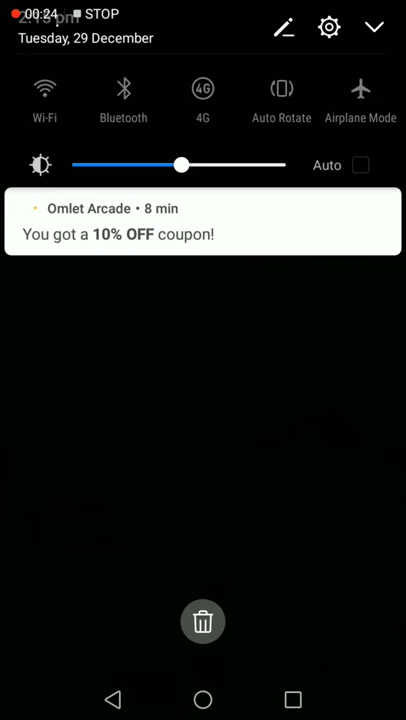 00:24 STOP
Tuesday, 29 December
Wi-Fi
Bluetooth
4G
4G
Auto Rotate
Airplane Mode
Auto
Omlet Arcade • 8 min
You got a 10% OFF coupon!